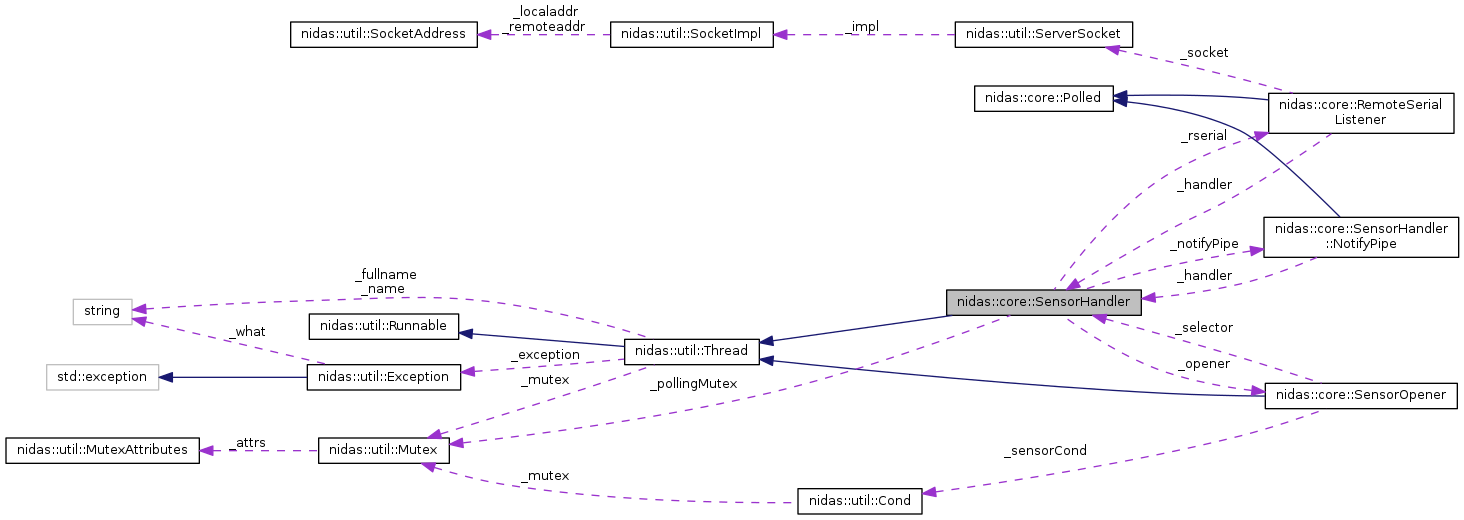 _localaddr
_remoteaddr
nidas::util::SocketAddress
nidas::util::SocketImpl
_impl
nidas::util::ServerSocket
_socket
nidas::core::Polled
nidas::core::RemoteSerial
Listener
_rserial
_handler
nidas::core::SensorHandler
::NotifyPipe
_notifyPipe
_handler
_fullname
_name
string
nidas::core::SensorHandler
nidas::util::Runnable
_what
_selector
nidas::util::Thread
_exception
_opener
std::exception
nidas::util::Exception
_mutex
_pollingMutex
nidas::core::SensorOpener
nidas::util::MutexAttributes
_attrs
nidas::util::Mutex
_sensorCond
_mutex
nidas::util::Cond